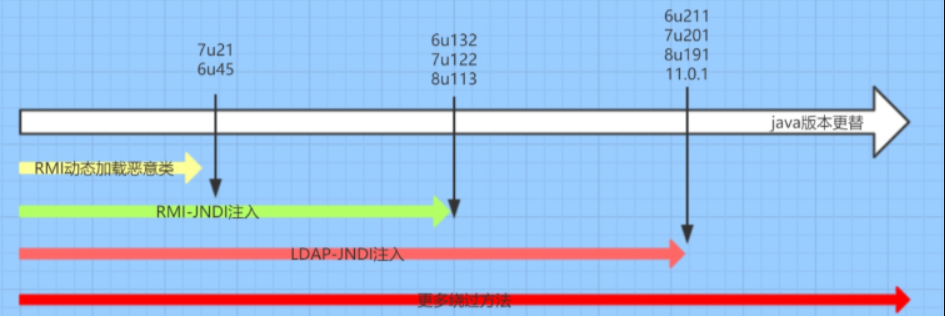 7u21
6u45
6u132
7u122
8u113
6u211
7u201
8u191
11.0.1
java版本更替
RMI动态加载恶意类
RMI-JNDI注入
LDAP-JNDI注入
更多绕过方法